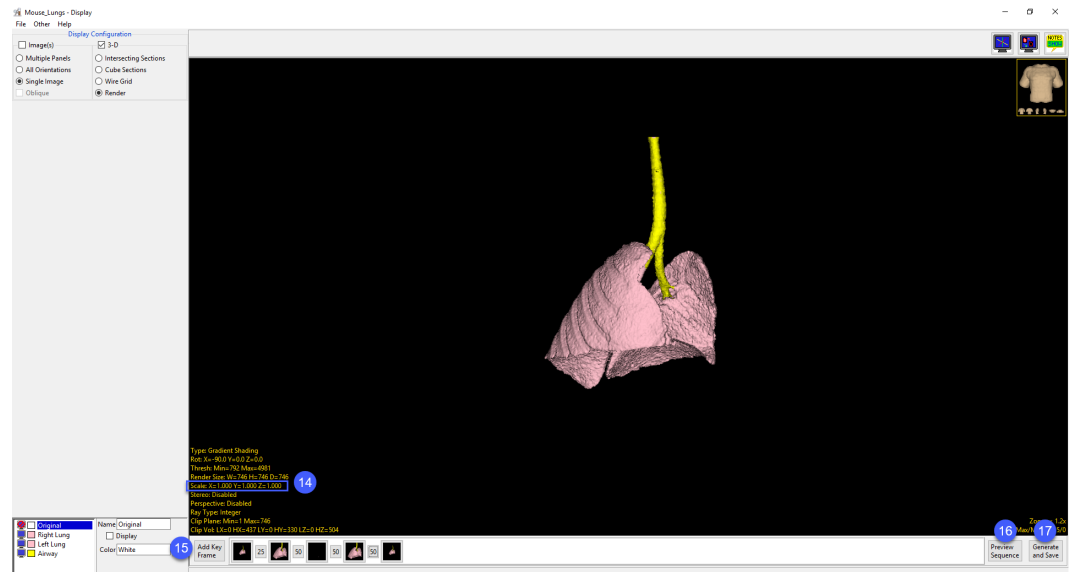 Mouse_Lungs - Display
File Other Help
Display Configuration
Image(s) 3-D
Multiple Panels Intersecting Sections
All Orientations Cube Sections
Single Image Wire Grid
Oblique Render
NOTES
SHOW
Type: Gradient Shading
Rot: X=-90.0 Y=0.0 Z=0.0
Thresh: Min=792 Max=4981
Render Size: W=746 H=746 D=746
Scale: X=1.000 Y=1.000 Z=1.000
14
Stereo: Disabled
Perspective: Disabled
Ray Type: Integer
Clip Plane: Min=1 Max=746
Clip Vol: LX=0 HX=437 LY=0 HY=330 LZ=0 HZ=504
1.2x
16 17
Original
Right Lung
Left Lung
Airway
Name Original
Display
Color White
15
Add Key
Frame
25 50 50 50
Preview
Sequence
Generate
and Save